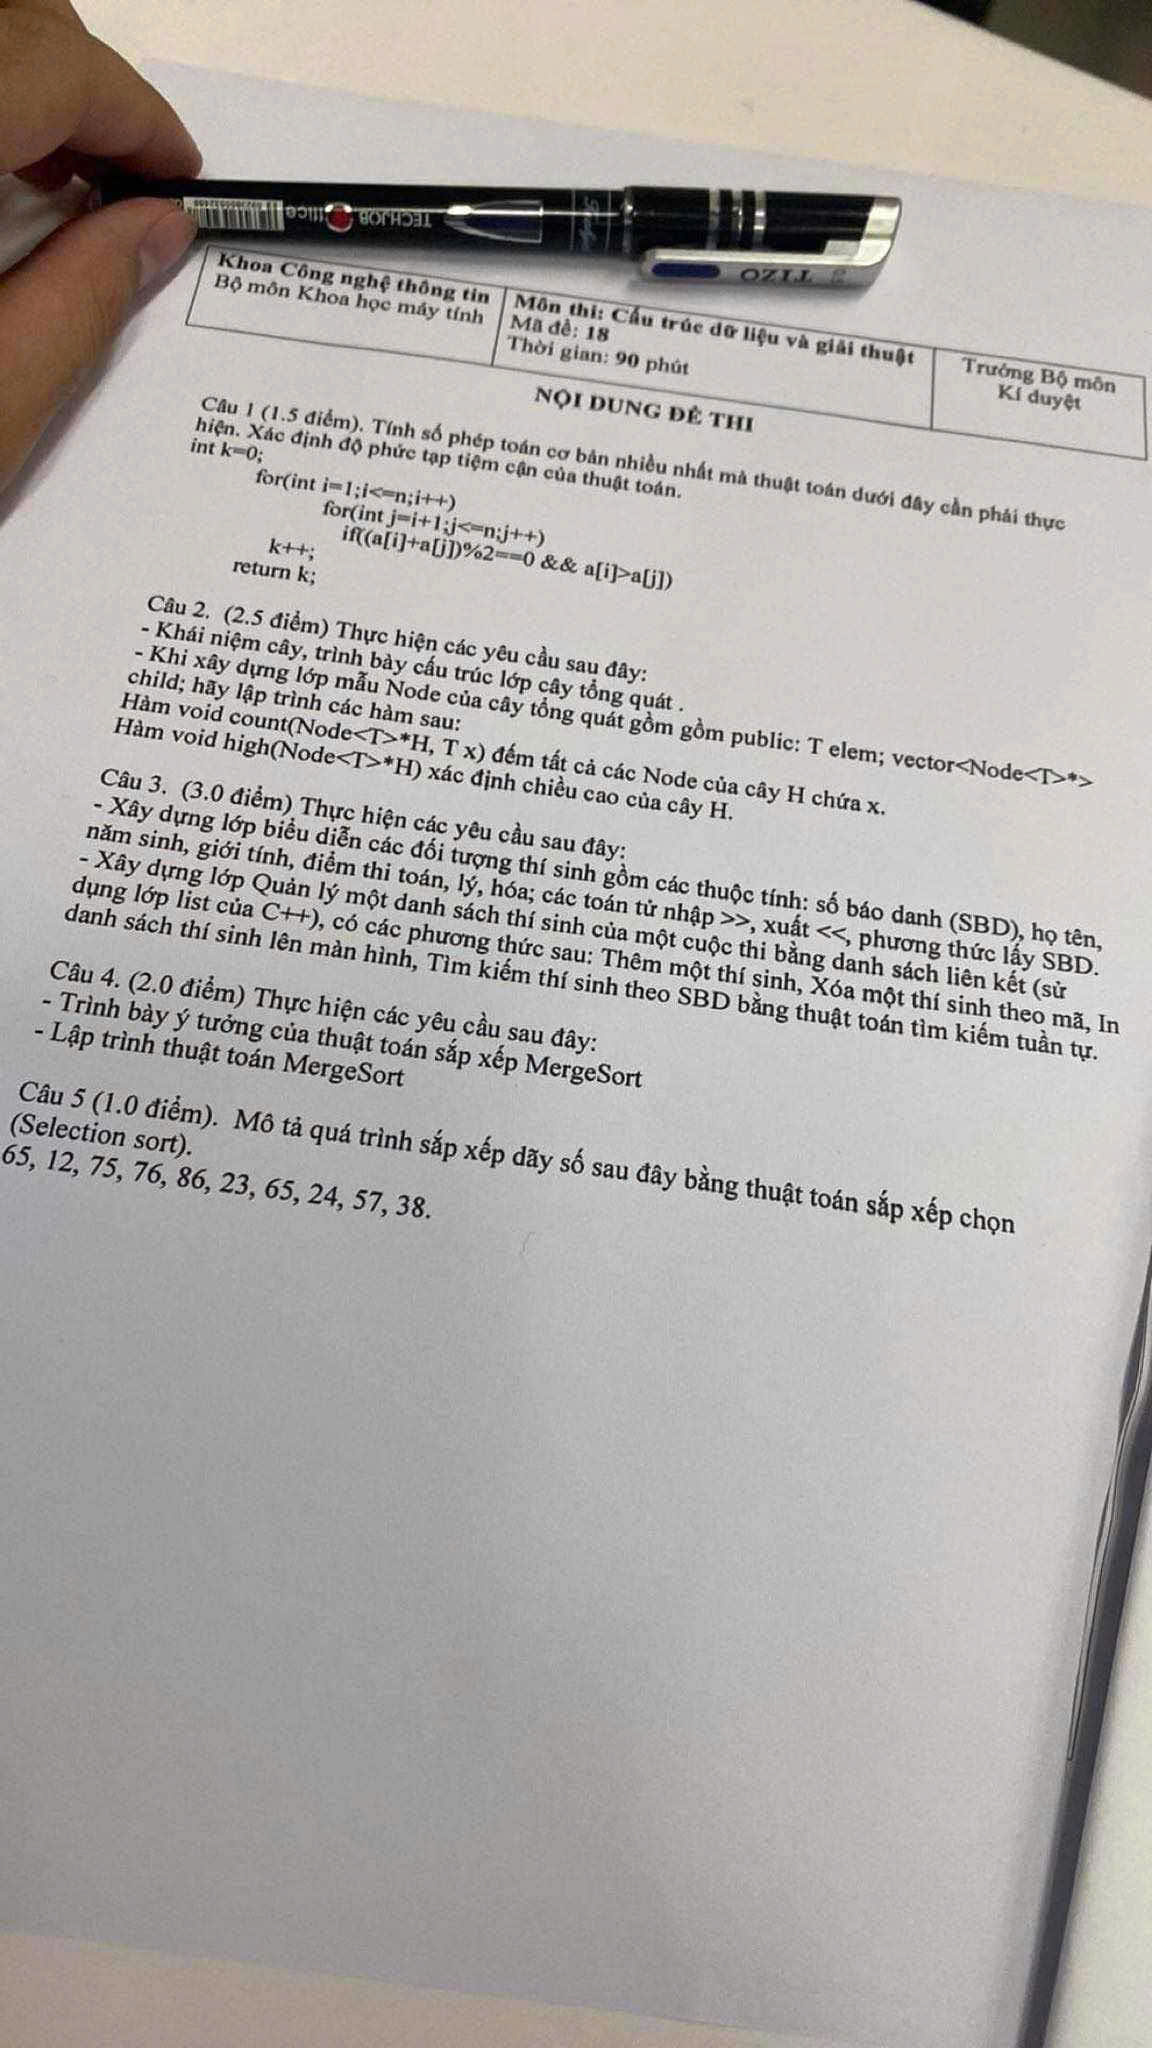 TECHJOB
office
TIZO
Khoa Công nghệ thông tin
Bộ môn Khoa học máy tính
Môn thi: Cấu trúc dữ liệu và giải thuật
Mã đề: 18
Thời gian: 90 phút
Trưởng Bộ môn
Kí duyệt
NỘI DUNG ĐỀ THI
Câu 1 (1.5 điểm). Tính số phép toán cơ bản nhiều nhất mà thuật toán dưới đây cần phải thực
hiện. Xác định độ phức tạp tiệm cận của thuật toán.
int k=0;
for(int i=1;i<=n;i++)
for(int j=i+1;j<=n;j++)
if((a[i]+a[j])%2==0 && a[i]>a[j])
k++;
return k;
Câu 2. (2.5 điểm) Thực hiện các yêu cầu sau đây:
- Khái niệm cây, trình bày cấu trúc lớp cây tổng quát .
- Khi xây dựng lớp mẫu Node của cây tổng quát gồm gồm public: T elem; vector<Node<T>*>
child; hãy lập trình các hàm sau:
Hàm void count(Node<T>*H, T x) đếm tất cả các Node của cây H chứa x.
Hàm void high(Node<T>*H) xác định chiều cao của cây H.
Câu 3. (3.0 điểm) Thực hiện các yêu cầu sau đây:
- Xây dựng lớp biểu diễn các đối tượng thí sinh gồm các thuộc tính: số báo danh (SBD), họ tên,
năm sinh, giới tính, điểm thi toán, lý, hóa; các toán tử nhập >>, xuất <<, phương thức lấy SBD.
- Xây dựng lớp Quản lý một danh sách thí sinh của một cuộc thi bằng danh sách liên kết (sử
dụng lớp list của C++), có các phương thức sau: Thêm một thí sinh, Xóa một thí sinh theo mã, In
danh sách thí sinh lên màn hình, Tìm kiếm thí sinh theo SBD bằng thuật toán tìm kiếm tuần tự.
Câu 4. (2.0 điểm) Thực hiện các yêu cầu sau đây:
- Trình bày ý tưởng của thuật toán sắp xếp MergeSort
- Lập trình thuật toán MergeSort
Câu 5 (1.0 điểm). Mô tả quá trình sắp xếp dãy số sau đây bằng thuật toán sắp xếp chọn
(Selection sort).
65, 12, 75, 76, 86, 23, 65, 24, 57, 38.